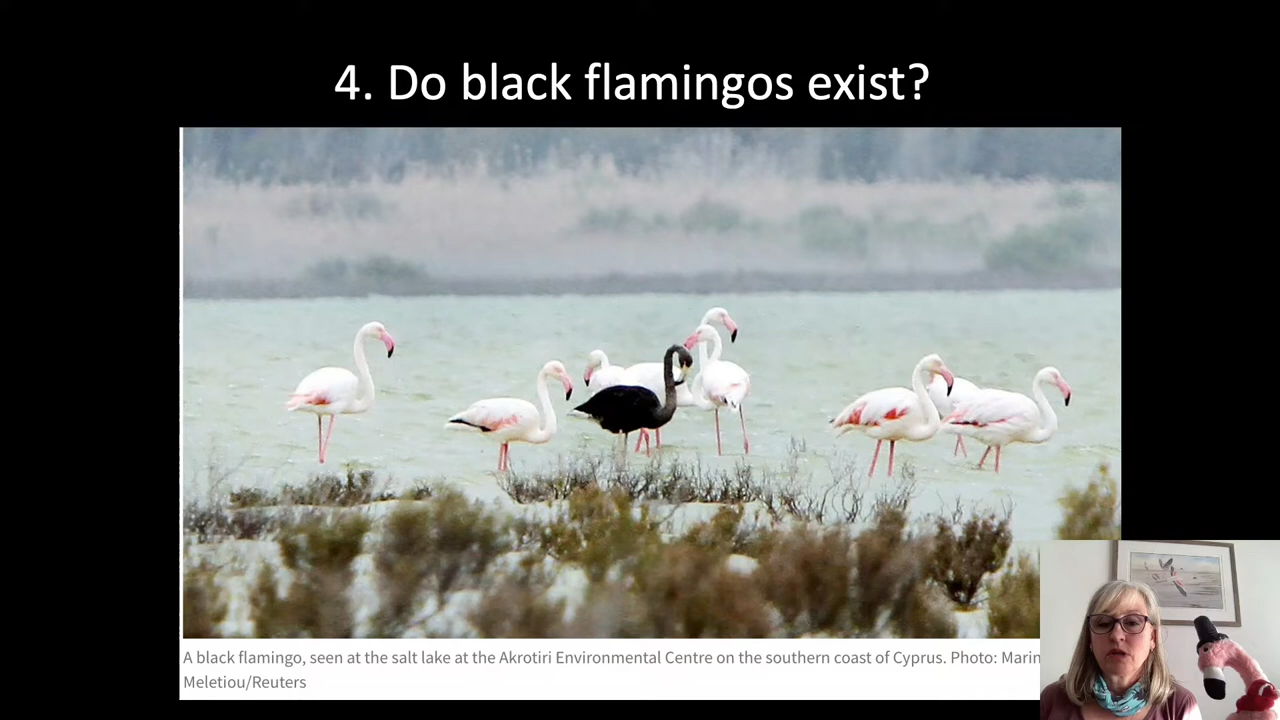 4. Do black flamingos exist?
A black flamingo, seen at the salt lake at the Akrotiri Environmental Centre on the southern coast of Cyprus. Photo: Marin
Meletiou/Reuters